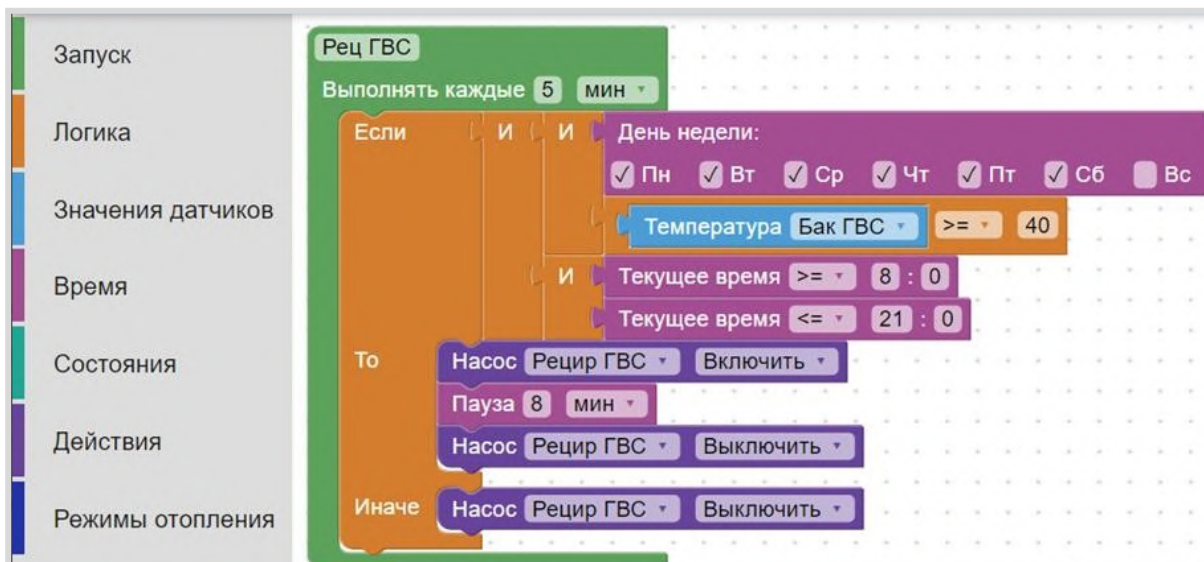 Запуск
Логика
Значения датчиков
Время
Состояния
Действия
Режимы отопления
Рец ГВС
Выполнять каждые 5 мин
Если И И День недели:
✓ Пн ✓ Вт ✓ Ср ✓ Чт ✓ Пт ✓ Сб Вс
Температура Бак ГВС >= 40
И Текущее время >= 8 : 0
Текущее время <= 21 : 0
То Насос Рецир ГВС Включить
Пауза 8 мин
Насос Рецир ГВС Выключить
Иначе Насос Рецир ГВС Выключить